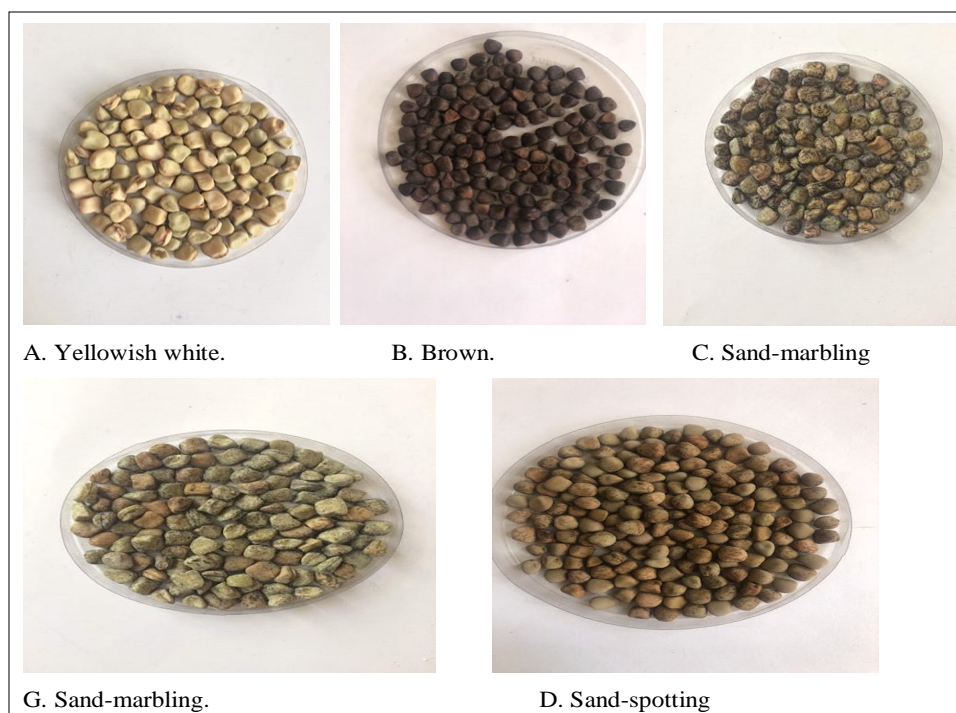 A. Yellowish white.
B. Brown.
C. Sand-marbling
G. Sand-marbling.
D. Sand-spotting